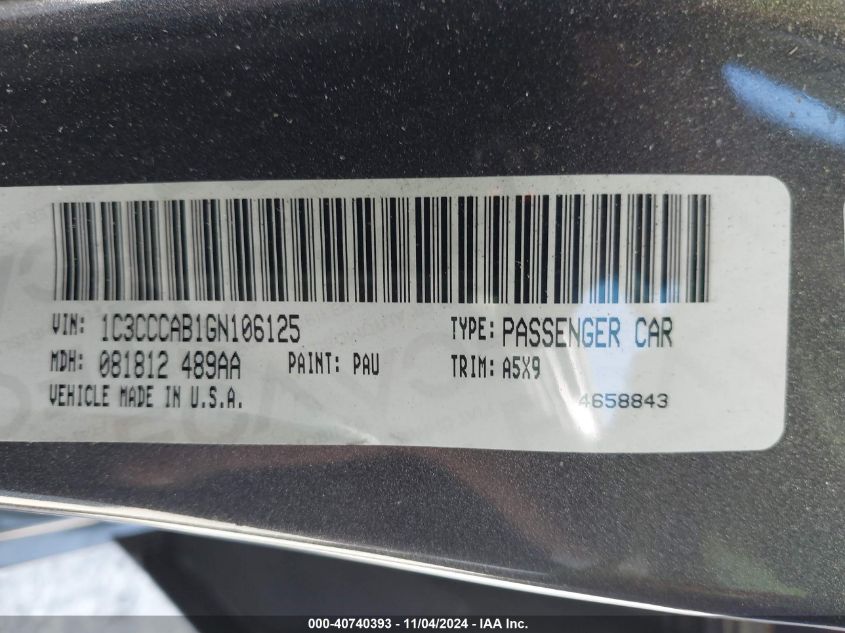 VIN: 1C3CCCAB1GN106125 TYPE: PASSENGER CAR
MDH: 081812 489AA PAINT: PAU TRIM: A5X9
VEHICLE MADE IN U.S.A. 4658843
000-40740393 - 11/04/2024 - IAA Inc.